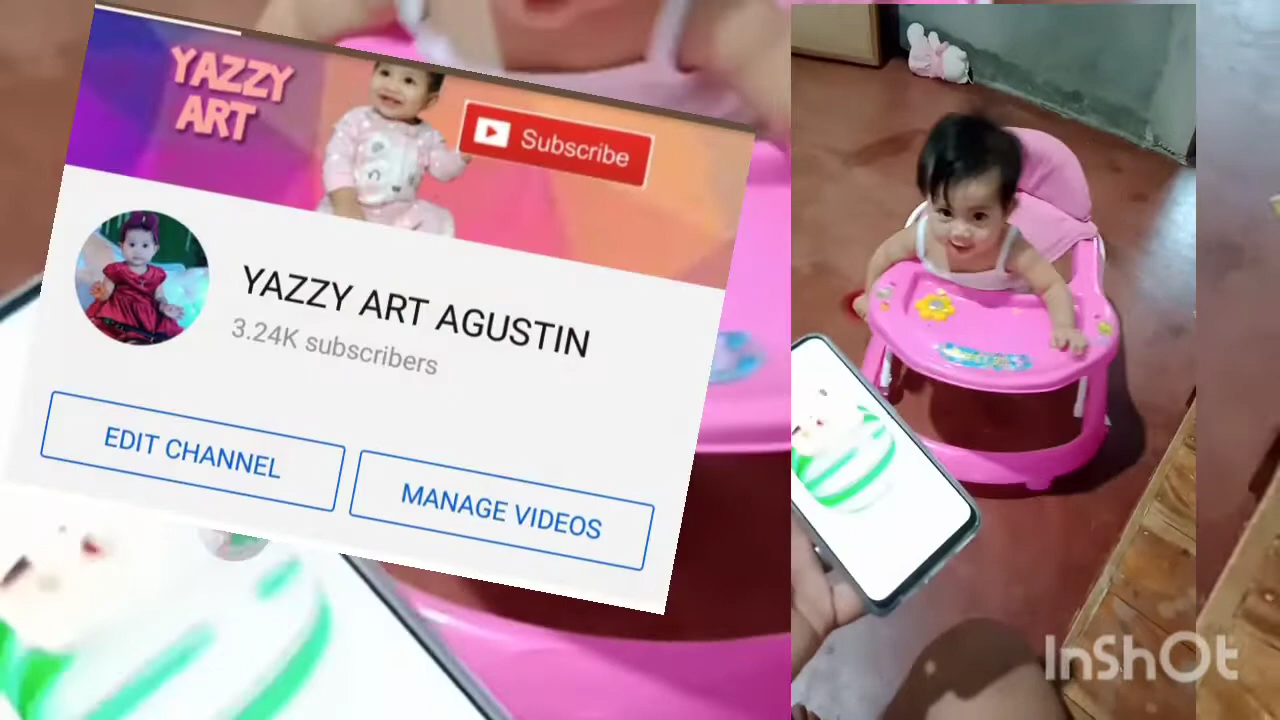 YAZZY
ART
Subscribe
YAZZY ART AGUSTIN
3.24K subscribers
EDIT CHANNEL
MANAGE VIDEOS
InShOt